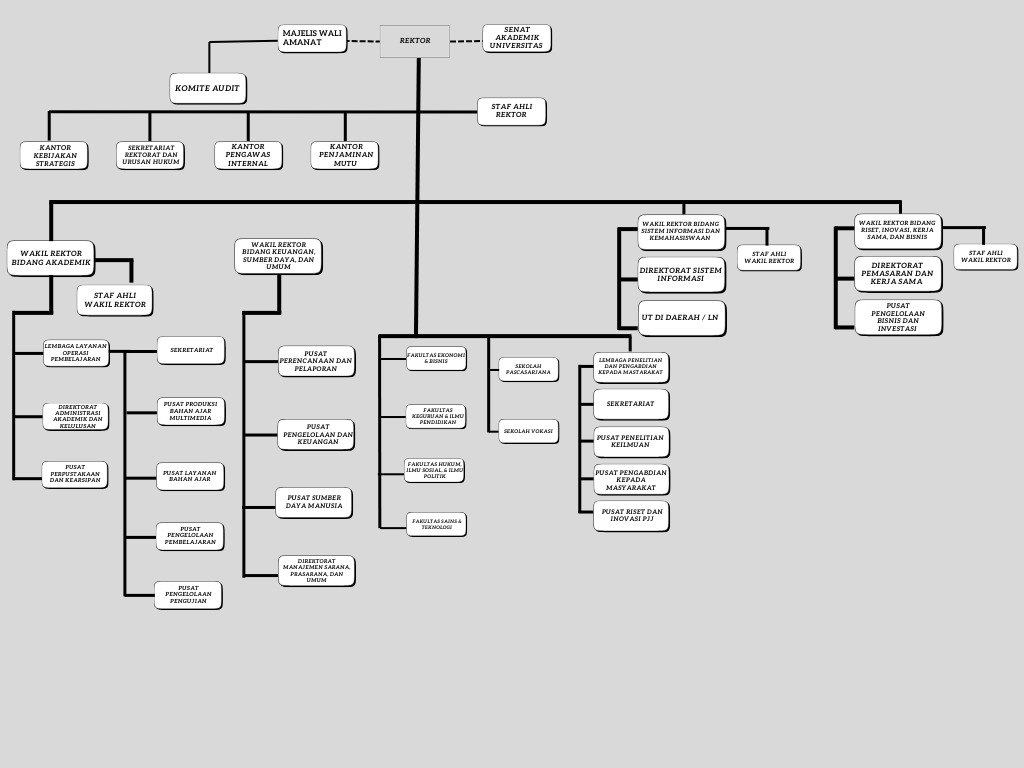 MAJELIS WALI
AMANAT
REKTOR
SENAT
AKADEMIK
UNIVERSITAS
KOMITE AUDIT
STAF AHLI
REKTOR
KANTOR
KEBIJAKAN
STRATEGIS
SEKRETARIAT
REKTORAT DAN
URUSAN HUKUM
KANTOR
PENGAWAS
INTERNAL
KANTOR
PENJAMINAN
MUTU
WAKIL REKTOR
BIDANG AKADEMIK
STAF AHLI
WAKIL REKTOR
WAKIL REKTOR
BIDANG KEUANGAN,
SUMBER DAYA, DAN
UMUM
WAKIL REKTOR BIDANG
SISTEM INFORMASI DAN
KEMAHASISWAAN
STAF AHLI
WAKIL REKTOR
DIREKTORAT SISTEM
INFORMASI
UT DI DAERAH / LN
WAKIL REKTOR BIDANG
RISET, INOVASI, KERJA
SAMA, DAN BISNIS
STAF AHLI
WAKIL REKTOR
DIREKTORAT
PEMASARAN DAN
KERJA SAMA
PUSAT
PENGELOLAAN
BISNIS DAN
INVESTASI
LEMBAGA LAYANAN
OPERASI
PEMBELAJARAN
DIREKTORAT
ADMINISTRASI
AKADEMIK DAN
KELULUSAN
PUSAT
PERPUSTAKAAN
DAN KEARSIPAN
SEKRETARIAT
PUSAT PRODUKSI
BAHAN AJAR
MULTIMEDIA
PUSAT LAYANAN
BAHAN AJAR
PUSAT
PENGELOLAAN
PEMBELAJARAN
PUSAT
PENGELOLAAN
PENGUJIAN
PUSAT
PERENCANAAN DAN
PELAPORAN
PUSAT
PENGELOLAAN DAN
KEUANGAN
PUSAT SUMBER
DAYA MANUSIA
DIREKTORAT
MANAJEMEN SARANA,
PRASARANA, DAN
UMUM
FAKULTAS EKONOMI
& BISNIS
FAKULTAS
KEGURUAN & ILMU
PENDIDIKAN
FAKULTAS HUKUM,
ILMU SOSIAL, & ILMU
POLITIK
FAKULTAS SAINS &
TEKNOLOGI
SEKOLAH
PASCASARJANA
SEKOLAH VOKASI
LEMBAGA PENELITIAN
DAN PENGABDIAN
KEPADA MASTARAKAT
SEKRETARIAT
PUSAT PENELITIAN
KEILMUAN
PUSAT PENGABDIAN
KEPADA
MASYARAKAT
PUSAT RISET DAN
INOVASI PJJ